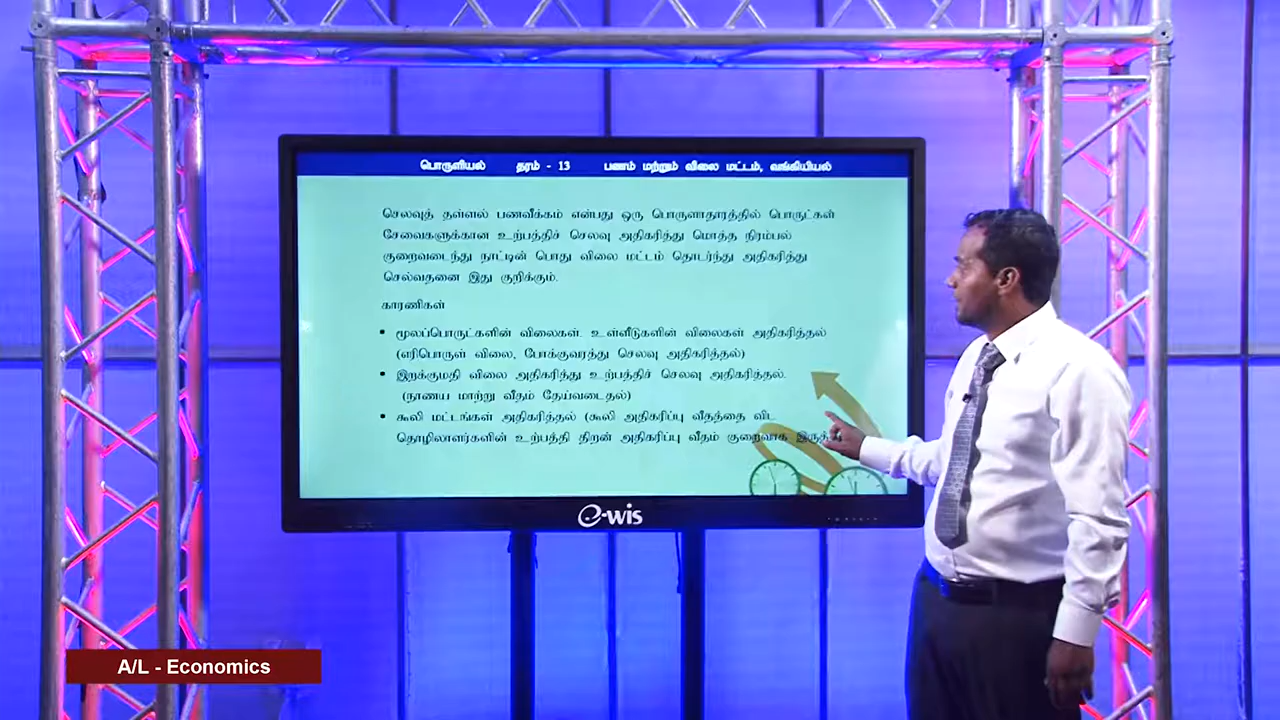 பொருளியல் தரம் - 13 பணம் மற்றும் விலை மட்டம், வங்கியியல்
செலவுத் தள்ளல் பணவீக்கம் என்பது ஒரு பொருளாதாரத்தில் பொருட்கள்
சேவைகளுக்கான உற்பத்திச் செலவு அதிகரித்து மொத்த நிரம்பல்
குறைவடைந்து நாட்டின் பொது விலை மட்டம் தொடர்ந்து அதிகரித்து
செல்வதனை இது குறிக்கும்.
காரணிகள்
• மூலப்பொருட்களின் விலைகள். உள்ளீடுகளின் விலைகள் அதிகரித்தல்
(எரிபொருள் விலை, போக்குவரத்து செலவு அதிகரித்தல்)
• இறக்குமதி விலை அதிகரித்து உற்பத்திச் செலவு அதிகரித்தல்.
(நாணய மாற்று வீதம் தேய்வடைதல்)
• கூலி மட்டங்கள் அதிகரித்தல் (கூலி அதிகரிப்பு வீதத்தை விட
தொழிலாளர்களின் உற்பத்தி திறன் அதிகரிப்பு வீதம் குறைவாக
e-wis
A/L - Economics